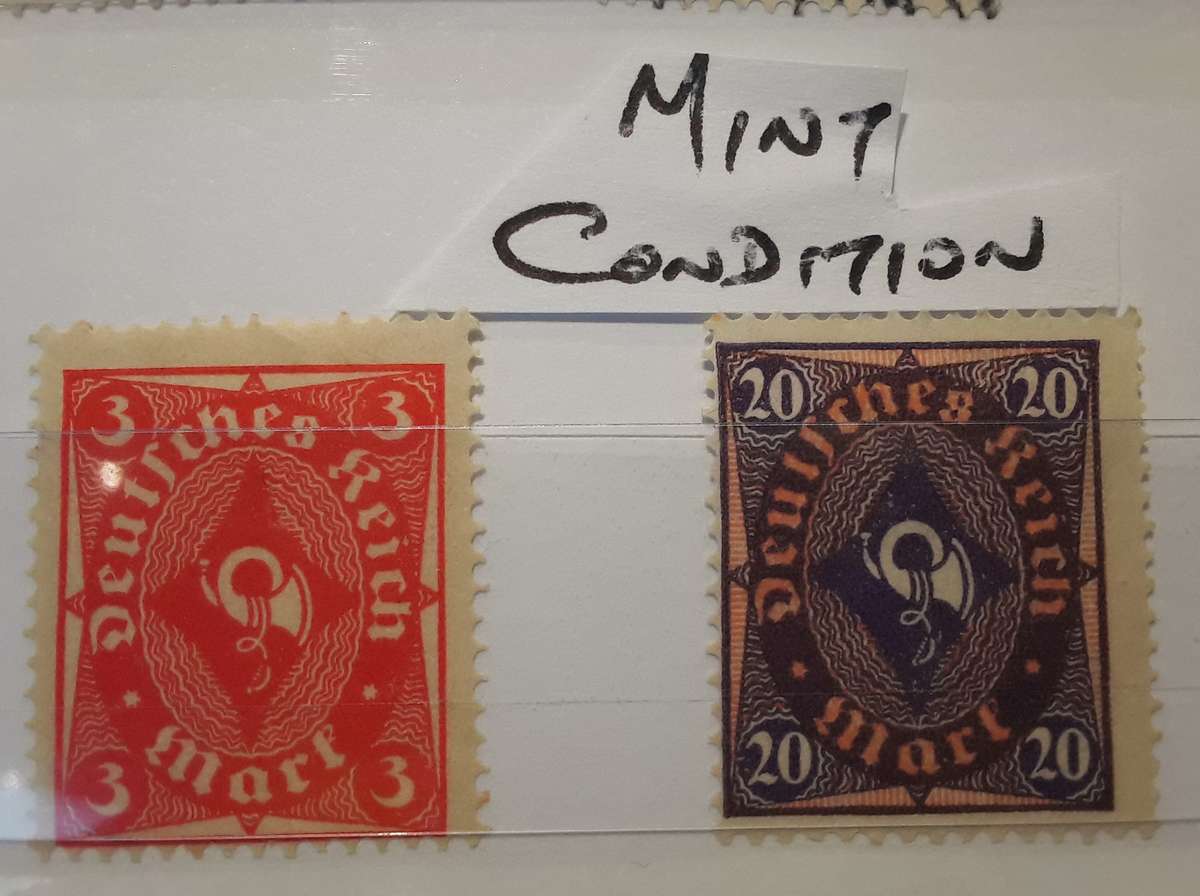 MINT
CONDITION
3 3
Deutsches Reich
Mark
3 3
20 20
Deutsches Reich
Mark
20 20